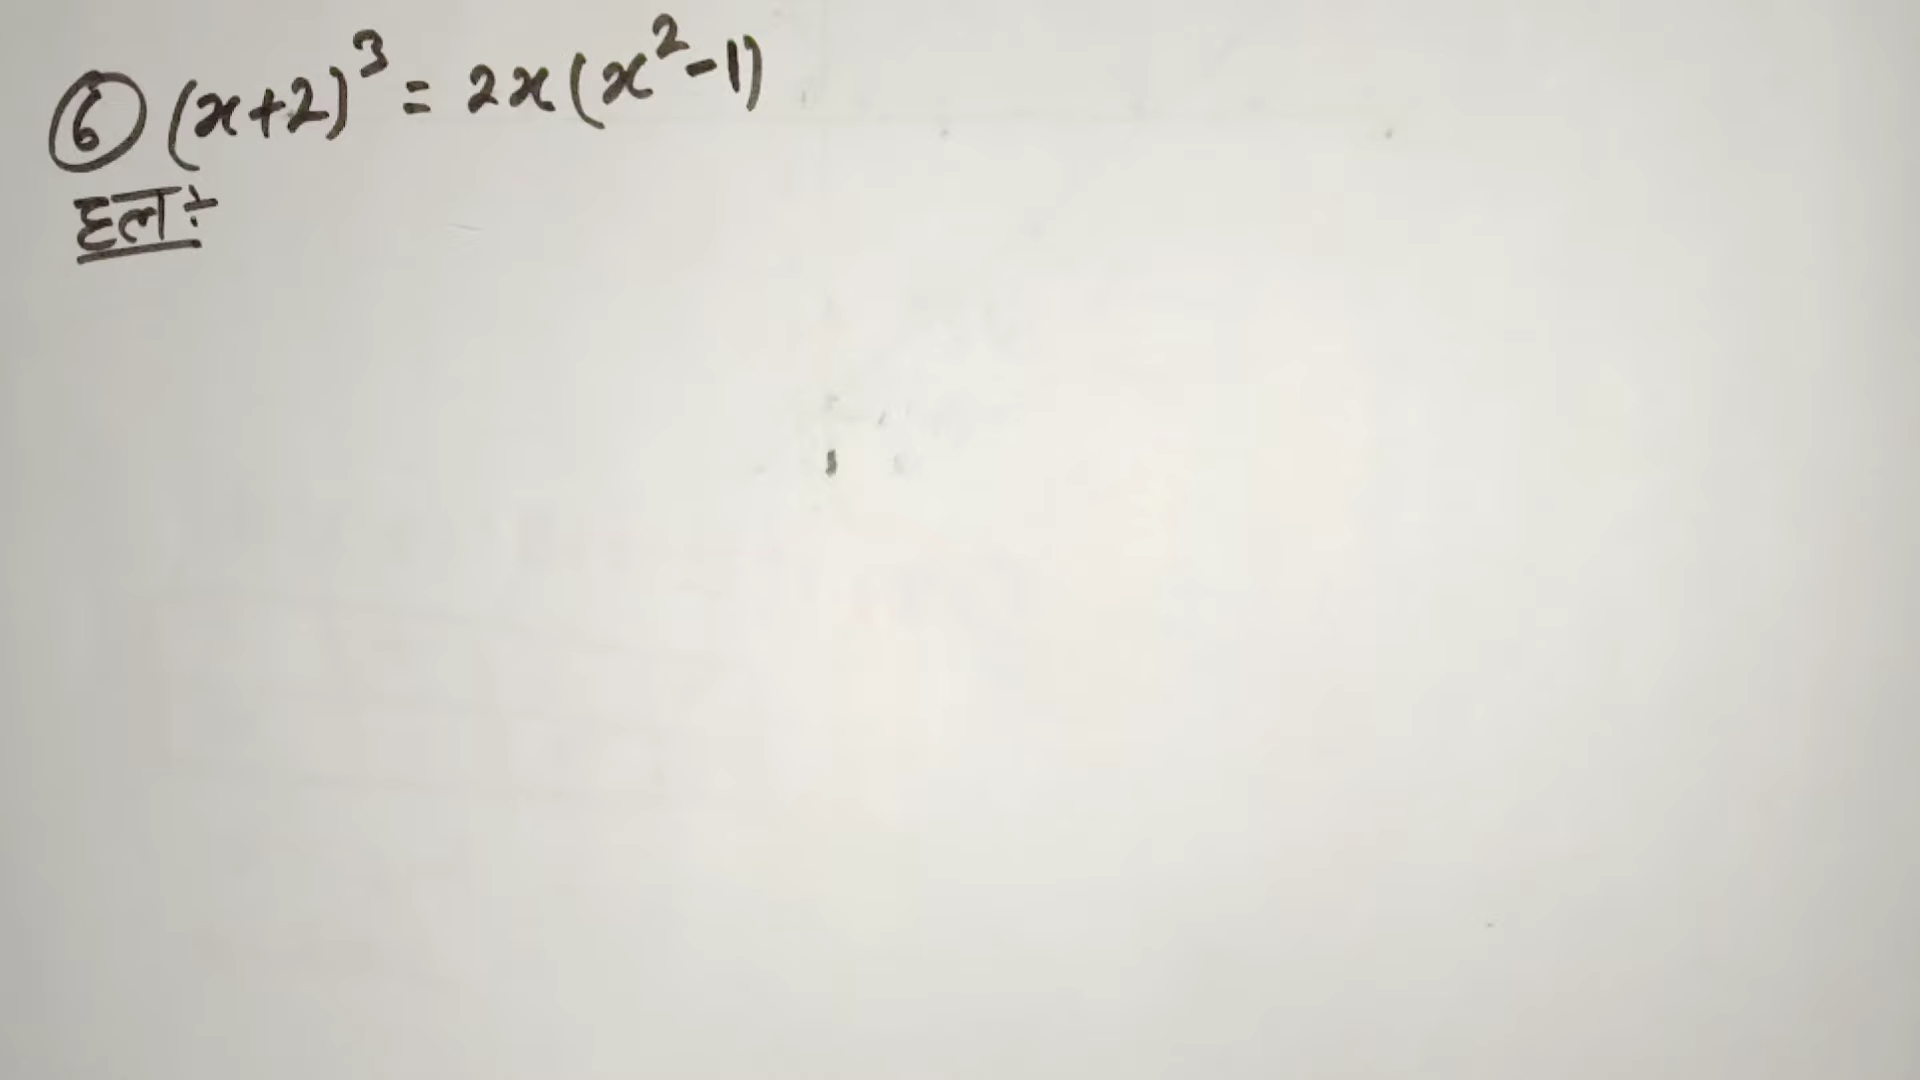 ⑥ (x+2)³ = 2x(x²-1)
हल ÷